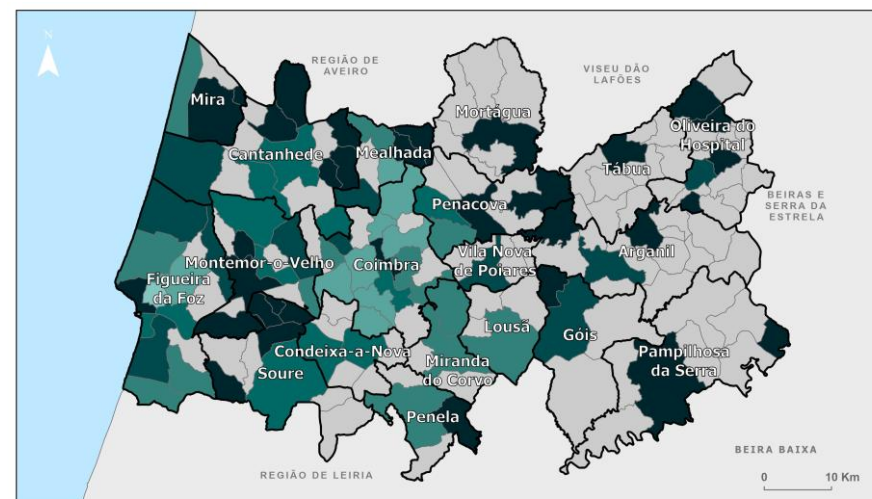 N
REGIÃO DE
AVEIRO
VISEU DÃO
LAFÕES
Mira
Mortágua
Oliveira do
Hospital
Cantanhede
Mealhada
Tábua
BEIRAS E
SERRA DA
ESTRELA
Penacova
Vila Nova
de Poiares
Arganil
Montemor-o-Velho
Coimbra
Figueira
da Foz
Lousã
Góis
Condeixa-a-Nova
Miranda
do Corvo
Pampilhosa
da Serra
Soure
Penela
BEIRA BAIXA
REGIÃO DE LEIRIA
0 10 Km